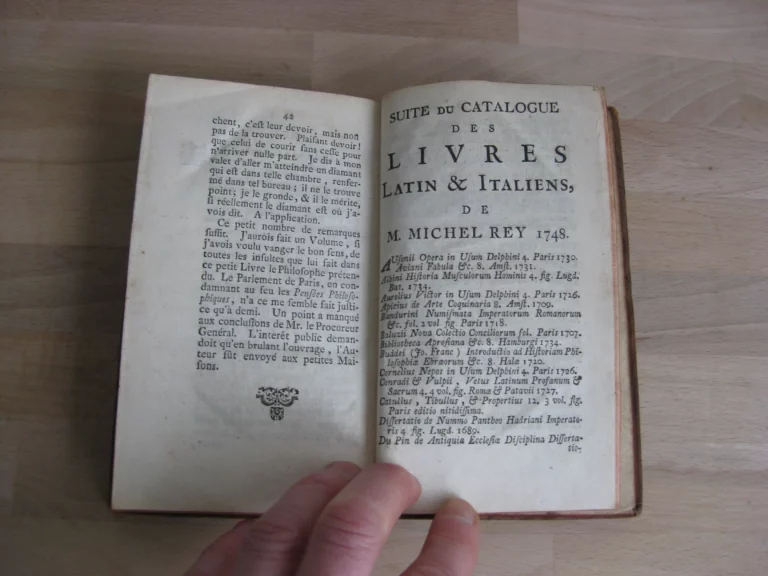 42
chent, c'est leur devoir, mais non
pas de la trouver. Plaisant devoir!
que celui de courir sans cesse pour
n'arriver nulle part. Je dis à mon
valet d'aller m'atteindre un diamant
qui est dans telle chambre, renfer-
mé dans tel bureau; il ne le trouve
point; je le gronde, & il le mérite,
si réellement le diamant est où j'a-
vois dit. A l'application.
Ce petit nombre de remarques
suffit. J'aurois fait un Volume, si
j'avois voulu vanger le bon sens, de
toutes les insultes que lui fait dans
ce petit Livre le Philosophe préten-
du. Le Parlement de Paris, en con-
damnant au feu les Pensées Philoso-
phiques, n'a ce me semble fait justi-
ce qu'à demi. Un point a manqué
aux conclusions de Mr. le Procureur
Général. L'intérêt public deman-
doit qu'en brulant l'ouvrage, l'Au-
teur fût envoyé aux petites Mai-
sons.
SUITE DU CATALOGUE
DES
LIVRES
LATIN & ITALIENS,
DE
M. MICHEL REY 1748.
AUsonii Opera in Usum Delphini 4. Paris 1730.
Aviani Fabula &c. 8. Amst. 1731.
Albini Historia Musculorum Hominis 4. fig. Lugd.
Bat. 1734.
Aurelius Victor in Usum Delphini 4. Paris 1726.
Apicius de Arte Coquinaria 8. Amst. 1709.
Bandurini Numismata Imperatorum Romanorum
&c. fol. 2 vol. fig Paris 1718.
Baluzii Nova Colectio Conciliorum fol. Paris 1707.
Bibliotheca Aprosiana &c. 8. Hamburgi 1734.
Buddei (Jo. Franc) Introductio ad Historiam Phi-
losophiæ Ebræorum &c. 8 Hala 1720.
Cornelius Nepos in Usum Delphini 4. Paris 1726.
Conradi & Vulpii, Vetus Latinum Profanum &
Sacrum 4. 4 vol. fig. Romæ & Patavii 1727.
Catulius, Tibullus, & Propertius 12. 3 vol. fig.
Paris editio nitidissima.
Dissertatio de Nummo Pantheo Hadriani Imperato-
ris 4 fig. Lugd. 1689.
Du Pin de Antiquia Ecclesiæ Disciplina Disserta-
tio-